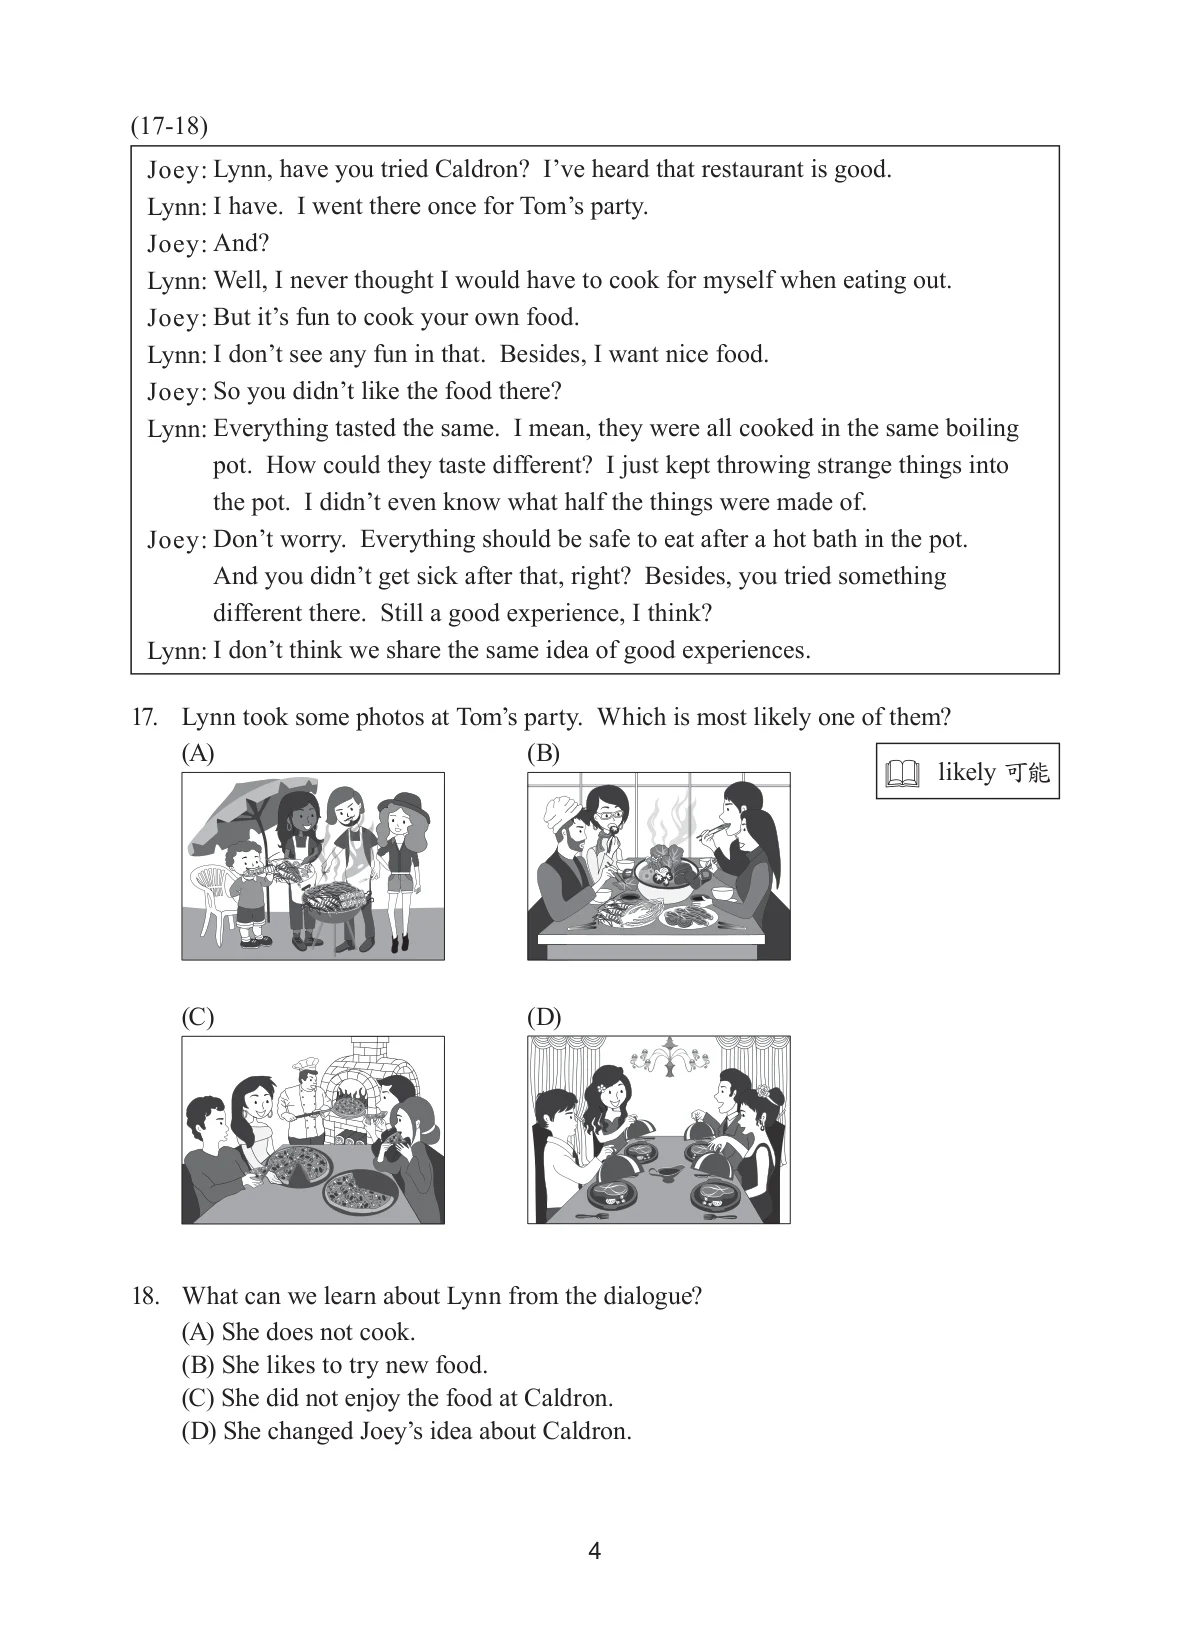 (17-18)
Joey: Lynn, have you tried Caldron? I’ve heard that restaurant is good.
Lynn: I have. I went there once for Tom’s party.
Joey: And?
Lynn: Well, I never thought I would have to cook for myself when eating out.
Joey: But it’s fun to cook your own food.
Lynn: I don’t see any fun in that. Besides, I want nice food.
Joey: So you didn’t like the food there?
Lynn: Everything tasted the same. I mean, they were all cooked in the same boiling
pot. How could they taste different? I just kept throwing strange things into
the pot. I didn’t even know what half the things were made of.
Joey: Don’t worry. Everything should be safe to eat after a hot bath in the pot.
And you didn’t get sick after that, right? Besides, you tried something
different there. Still a good experience, I think?
Lynn: I don’t think we share the same idea of good experiences.
17. Lynn took some photos at Tom’s party. Which is most likely one of them?
(A) (B)
likely 可能
(C) (D)
18. What can we learn about Lynn from the dialogue?
(A) She does not cook.
(B) She likes to try new food.
(C) She did not enjoy the food at Caldron.
(D) She changed Joey’s idea about Caldron.
4